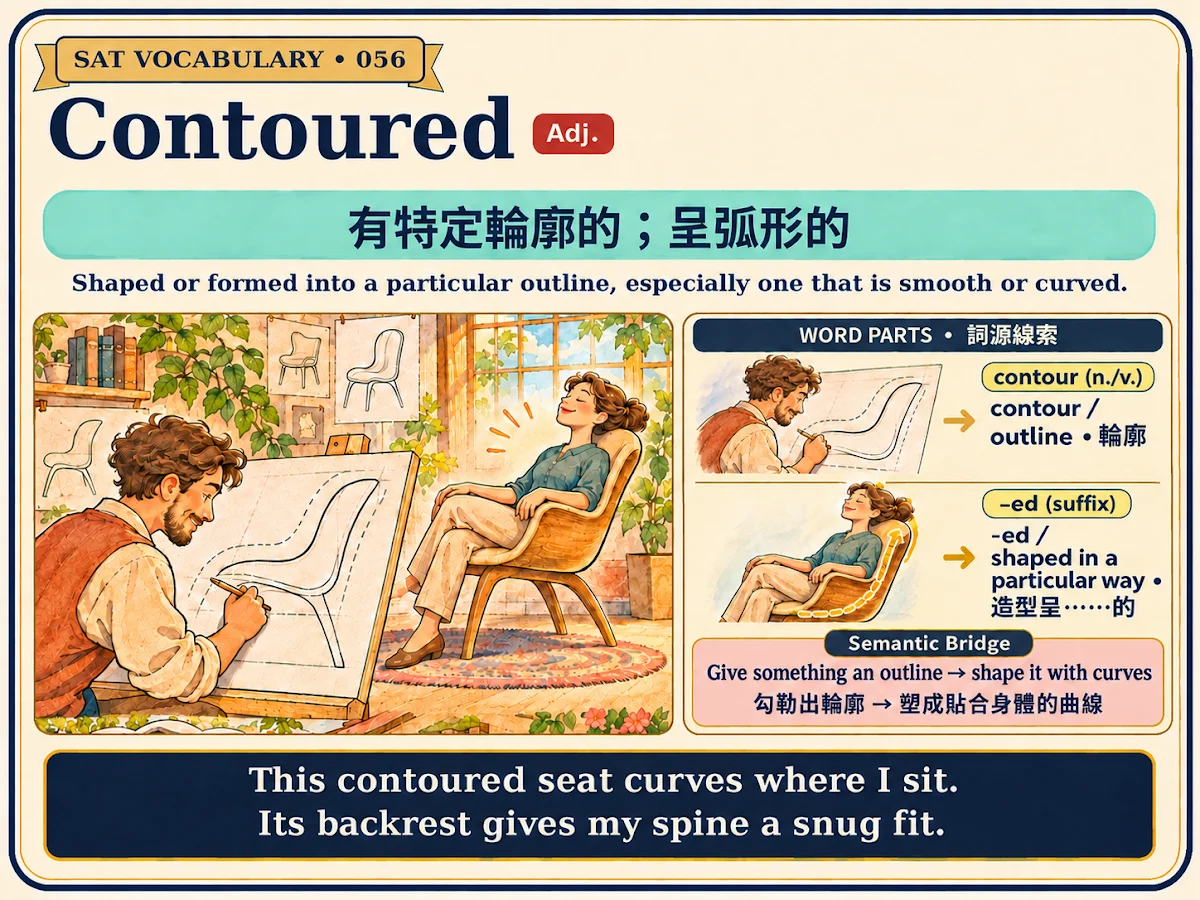 SAT VOCABULARY • 056
Contoured
Adj.
有特定輪廓的；呈弧形的
Shaped or formed into a particular outline, especially one that is smooth or curved.
WORD PARTS • 詞源線索
contour (n./v.)
contour /
outline • 輪廓
–ed (suffix)
-ed /
shaped in a
particular way •
造型呈……的
Semantic Bridge
Give something an outline → shape it with curves
勾勒出輪廓 → 塑成貼合身體的曲線
This contoured seat curves where I sit.
Its backrest gives my spine a snug fit.